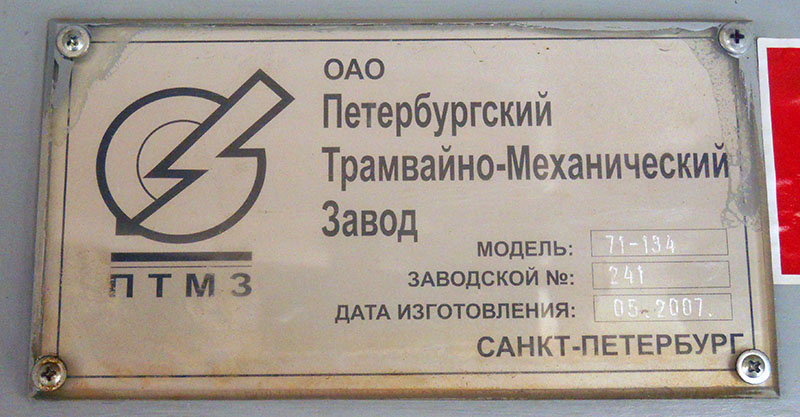 ОАО
Петербургский
Трамвайно-Механический
Завод
ПТМЗ
МОДЕЛЬ: 71-134
ЗАВОДСКОЙ №: 241
ДАТА ИЗГОТОВЛЕНИЯ: 05.2007.
САНКТ-ПЕТЕРБУРГ